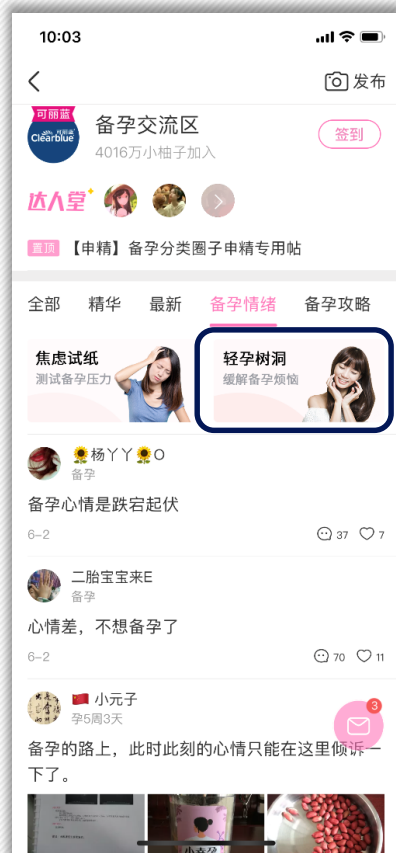 10:03
发布
可丽蓝
Clearblue
可丽蓝
备孕交流区
4016万小柚子加入
签到
达人堂
置顶 【申精】备孕分类圈子申精专用帖
全部 精华 最新 备孕情绪 备孕攻略
焦虑试纸
测试备孕压力
轻孕树洞
缓解备孕烦恼
🌻杨丫丫🌻O
备孕
备孕心情是跌宕起伏
6-2 37 7
二胎宝宝来E
备孕
心情差，不想备孕了
6-2 70 11
🇨🇳 小元子
孕5周3天
3
备孕的路上，此时此刻的心情只能在这里倾诉一
下了。